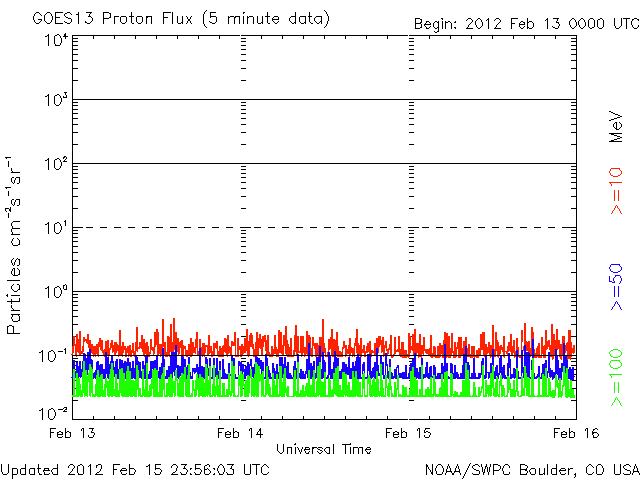 GOES13 Proton Flux (5 minute data)
Begin: 2012 Feb 13 0000 UTC
10⁴
10³
10²
10¹
10⁰
10⁻¹
10⁻²
Particles cm⁻²s⁻¹sr⁻¹
MeV
>=10
>=50
>=100
Feb 13
Feb 14
Feb 15
Feb 16
Universal Time
Updated 2012 Feb 15 23:56:03 UTC
NOAA/SWPC Boulder, CO USA